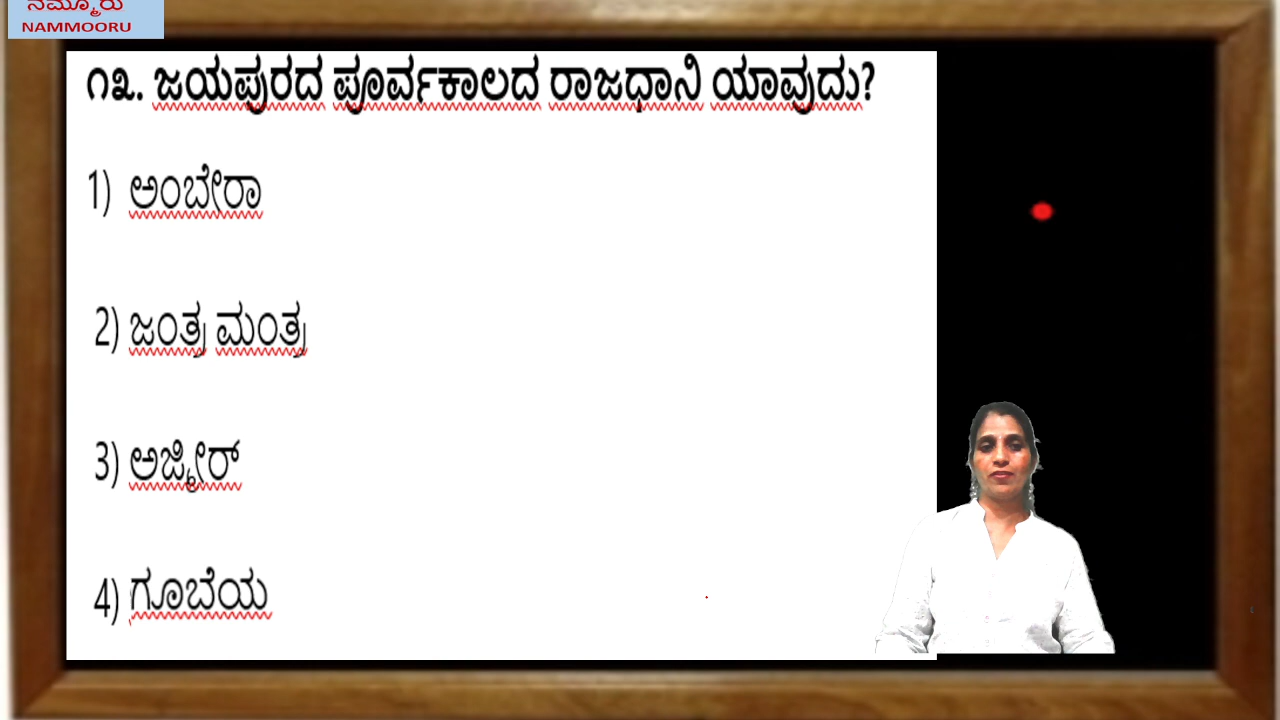 ನಮ್ಮೂರು
NAMMOORU
೧೩. ಜಯಪುರದ ಪೂರ್ವಕಾಲದ ರಾಜಧಾನಿ ಯಾವುದು?
1) ಅಂಬೇರಾ
2) ಜಂತ್ರ ಮಂತ್ರ
3) ಅಜ್ಮೀರ್
4) ಗೂಬೆಯ